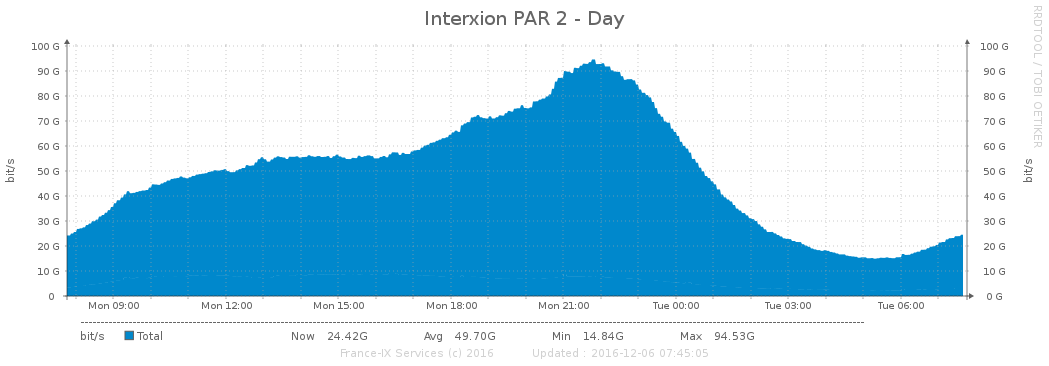 Interxion PAR 2 - Day
RRDTOOL / TOBI OETIKER
100 G 100 G
90 G 90 G
80 G 80 G
70 G 70 G
60 G 60 G
50 G 50 G
40 G 40 G
30 G 30 G
20 G 20 G
10 G 10 G
0 0 G
bit/s bit/s
Mon 09:00 Mon 12:00 Mon 15:00 Mon 18:00 Mon 21:00 Tue 00:00 Tue 03:00 Tue 06:00
bit/s Total Now 24.42G Avg 49.70G Min 14.84G Max 94.53G
France-IX Services (c) 2016 Updated : 2016-12-06 07:45:05